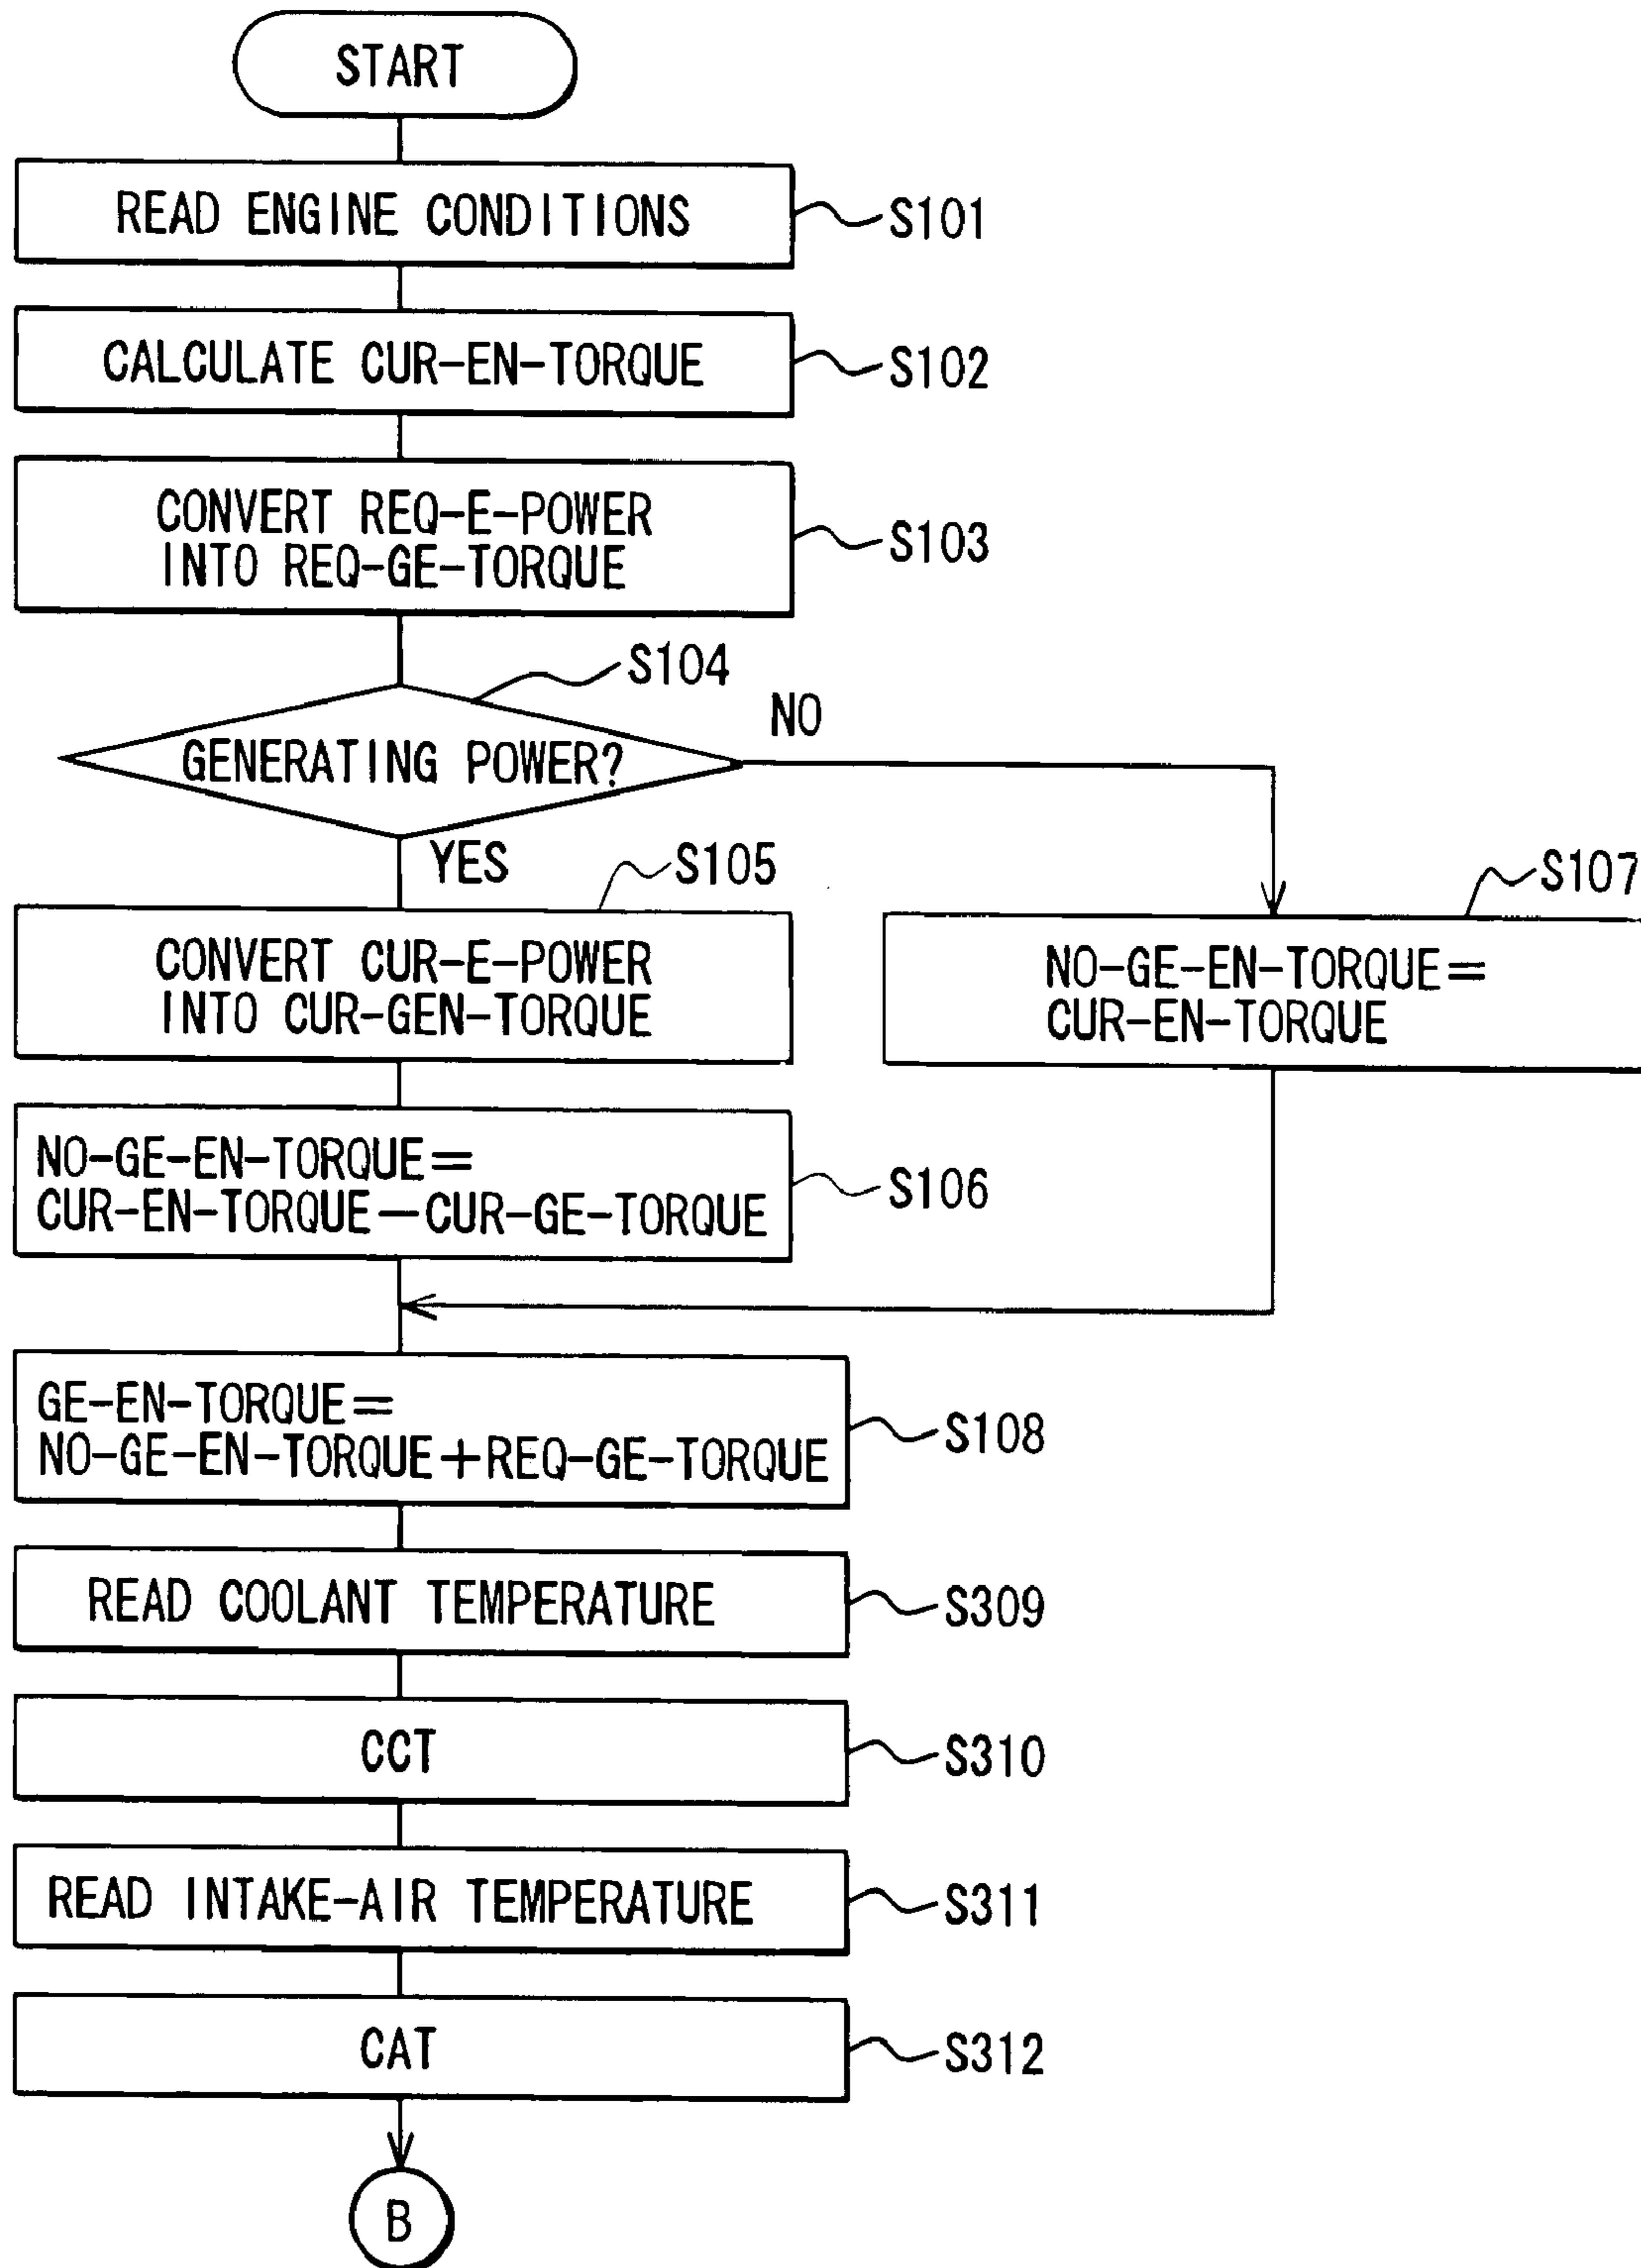 START
READ ENGINE CONDITIONS
S101
CALCULATE CUR-EN-TORQUE
S102
CONVERT REQ-E-POWER
INTO REQ-GE-TORQUE
S103
S104
GENERATING POWER?
NO
YES
S105
CONVERT CUR-E-POWER
INTO CUR-GEN-TORQUE
S107
NO-GE-EN-TORQUE=
CUR-EN-TORQUE
NO-GE-EN-TORQUE=
CUR-EN-TORQUE-CUR-GE-TORQUE
S106
GE-EN-TORQUE=
NO-GE-EN-TORQUE+REQ-GE-TORQUE
S108
READ COOLANT TEMPERATURE
S309
CCT
S310
READ INTAKE-AIR TEMPERATURE
S311
CAT
S312
B